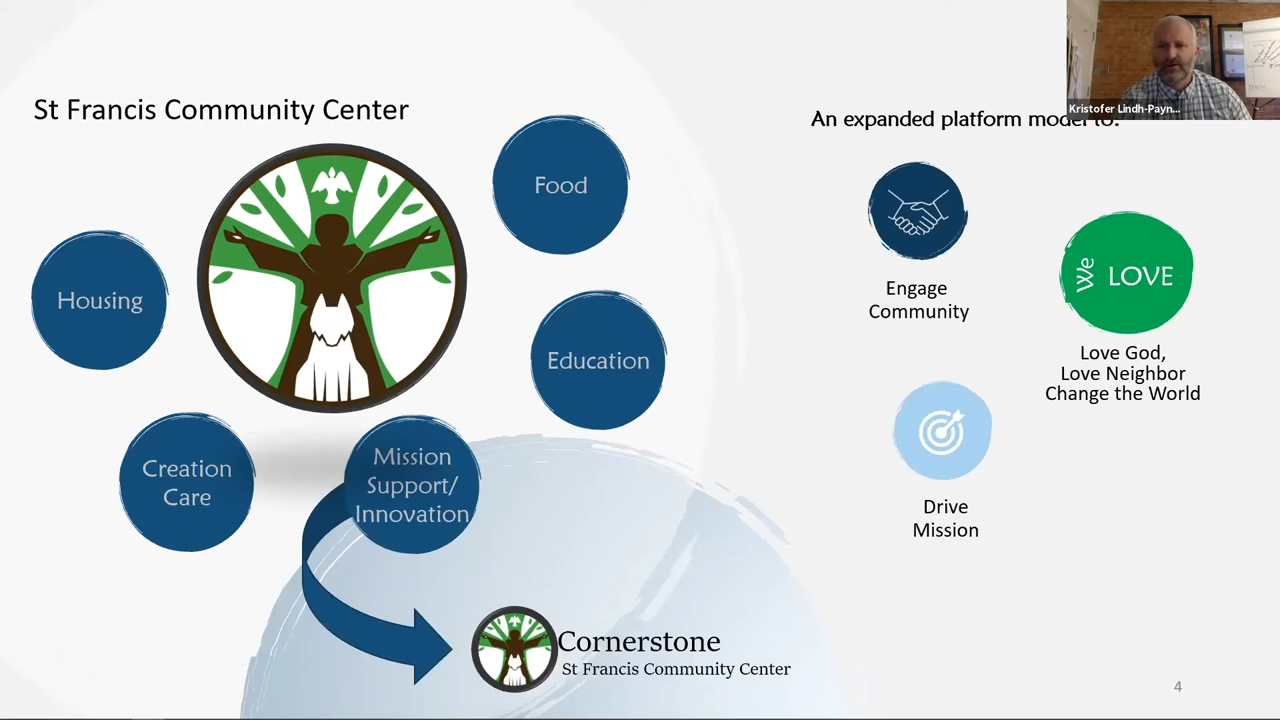 St Francis Community Center
Housing
Food
Education
Creation
Care
Mission
Support/
Innovation
Cornerstone
St Francis Community Center
An expanded platform model to:
Engage
Community
We LOVE
Love God,
Love Neighbor
Change the World
Drive
Mission
Kristofer Lindh-Payn...
4